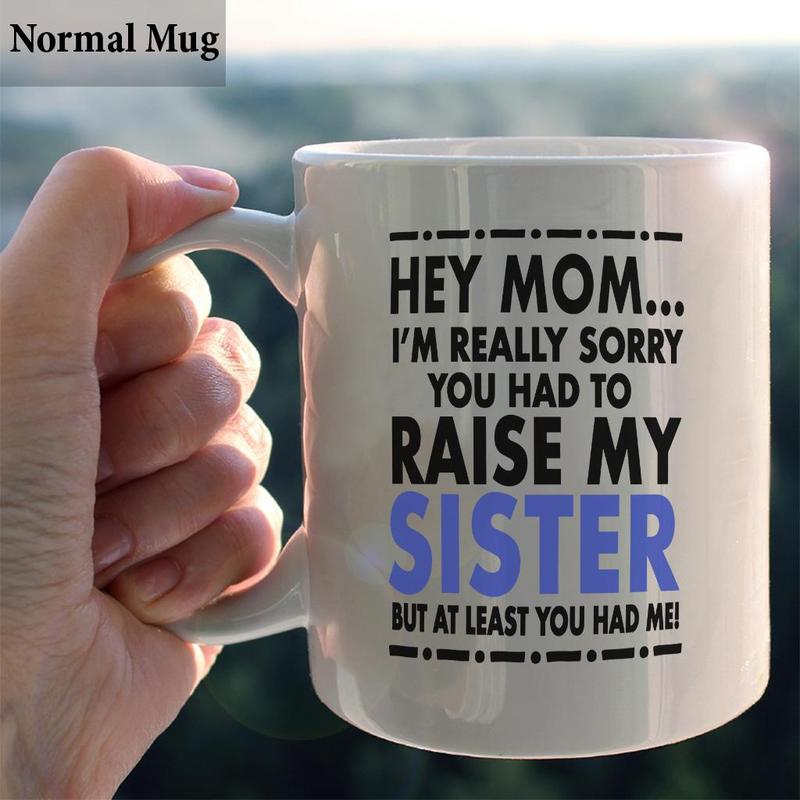 Normal Mug
HEY MOM...
I'M REALLY SORRY
YOU HAD TO
RAISE MY
SISTER
BUT AT LEAST YOU HAD ME!